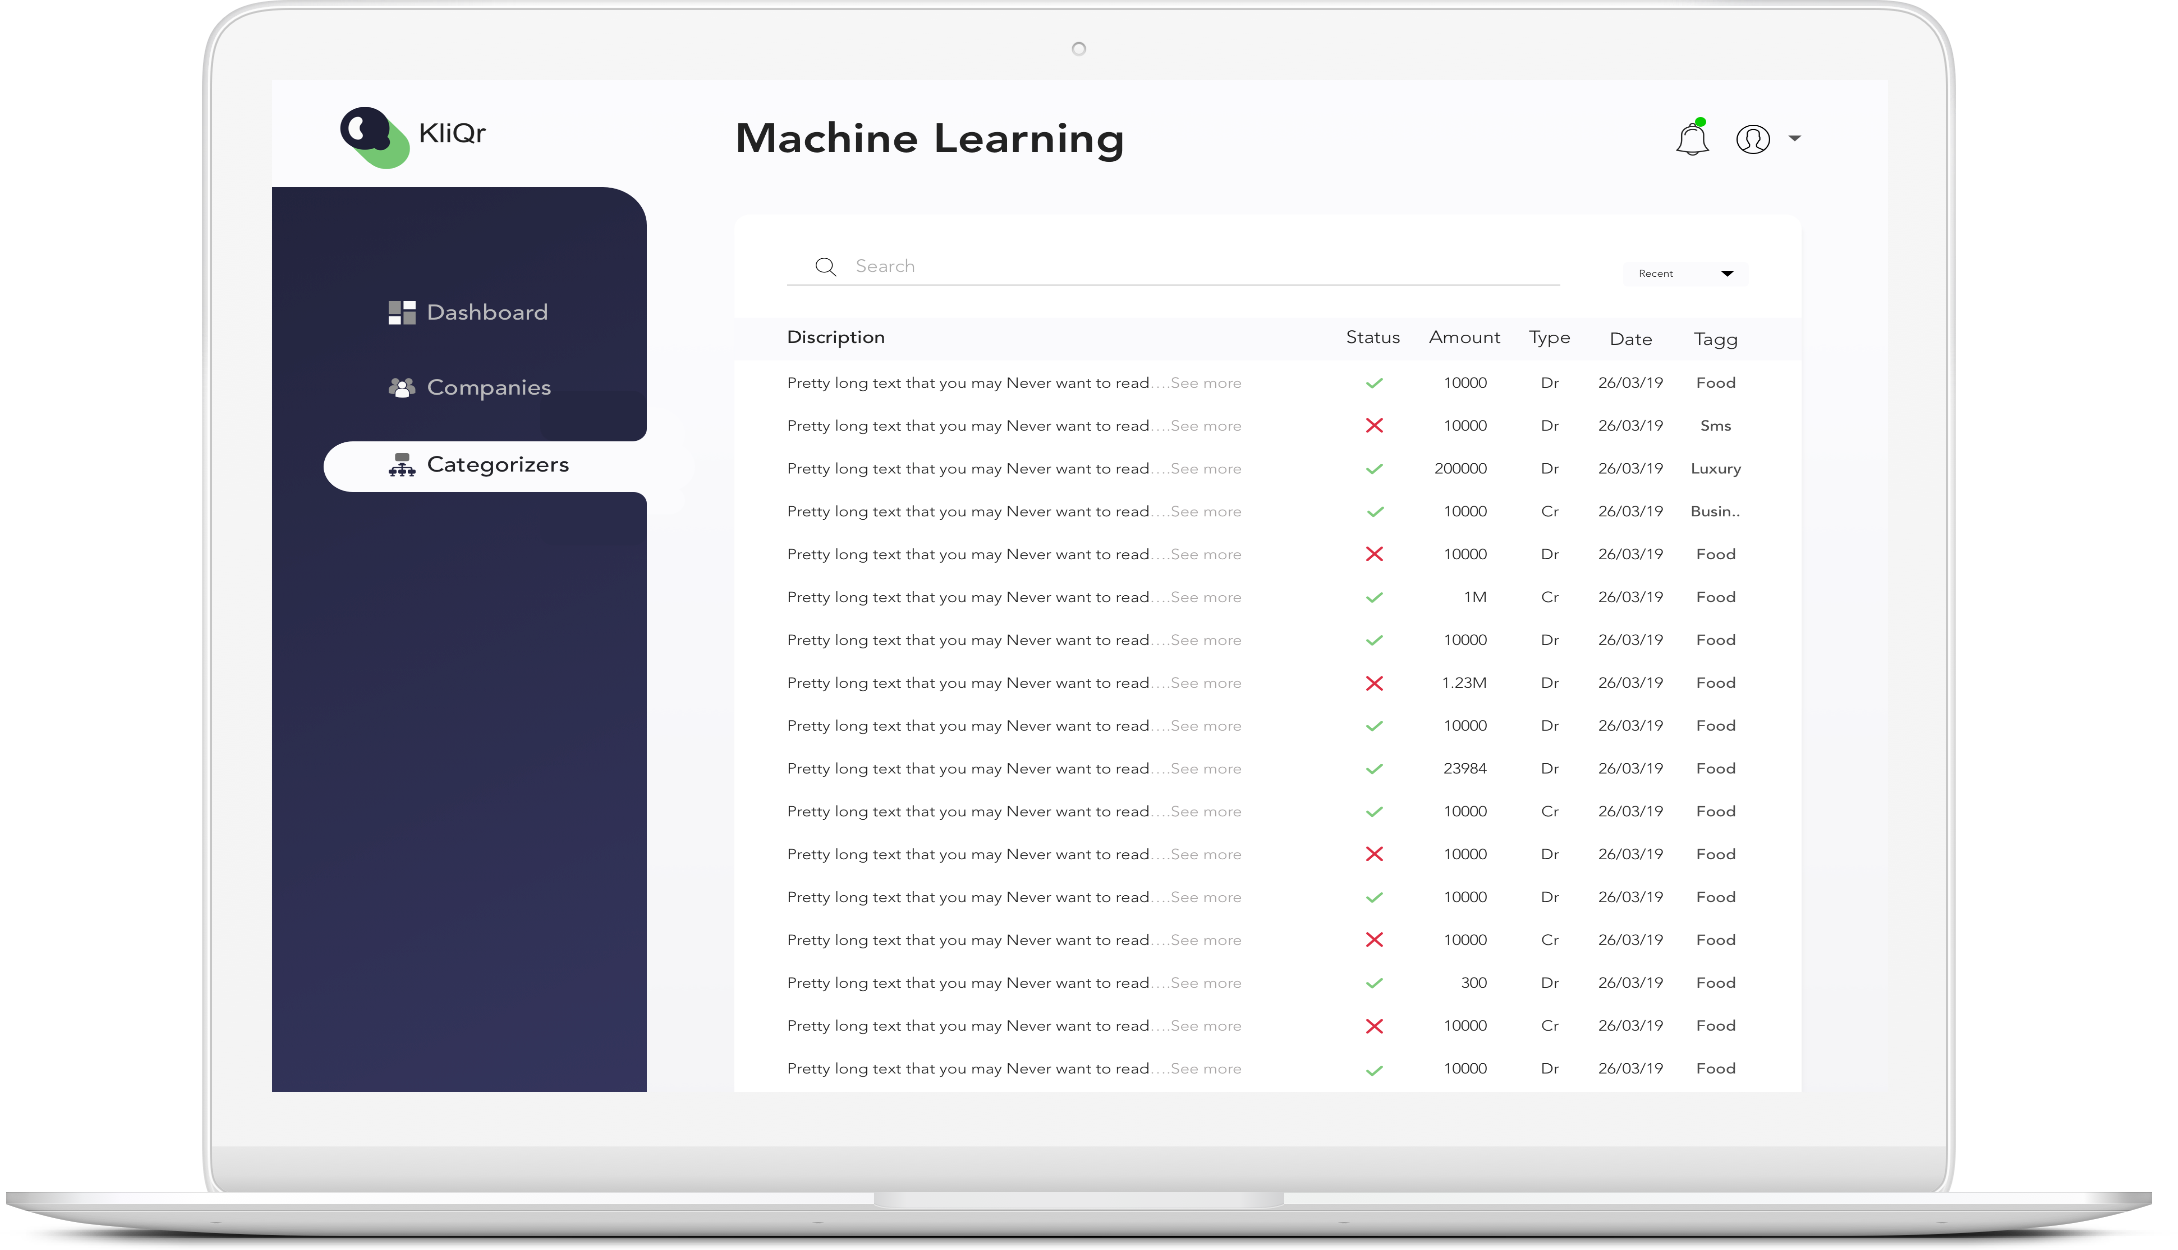 KliQr
Machine Learning
Dashboard
Companies
Categorizers
Search
Recent
Discription Status Amount Type Date Tagg
Pretty long text that you may Never want to read....See more 10000 Dr 26/03/19 Food
Pretty long text that you may Never want to read....See more 10000 Dr 26/03/19 Sms
Pretty long text that you may Never want to read....See more 200000 Dr 26/03/19 Luxury
Pretty long text that you may Never want to read....See more 10000 Cr 26/03/19 Busin..
Pretty long text that you may Never want to read....See more 10000 Dr 26/03/19 Food
Pretty long text that you may Never want to read....See more 1M Cr 26/03/19 Food
Pretty long text that you may Never want to read....See more 10000 Dr 26/03/19 Food
Pretty long text that you may Never want to read....See more 1.23M Dr 26/03/19 Food
Pretty long text that you may Never want to read....See more 10000 Dr 26/03/19 Food
Pretty long text that you may Never want to read....See more 23984 Dr 26/03/19 Food
Pretty long text that you may Never want to read....See more 10000 Cr 26/03/19 Food
Pretty long text that you may Never want to read....See more 10000 Dr 26/03/19 Food
Pretty long text that you may Never want to read....See more 10000 Dr 26/03/19 Food
Pretty long text that you may Never want to read....See more 10000 Cr 26/03/19 Food
Pretty long text that you may Never want to read....See more 300 Dr 26/03/19 Food
Pretty long text that you may Never want to read....See more 10000 Cr 26/03/19 Food
Pretty long text that you may Never want to read....See more 10000 Dr 26/03/19 Food